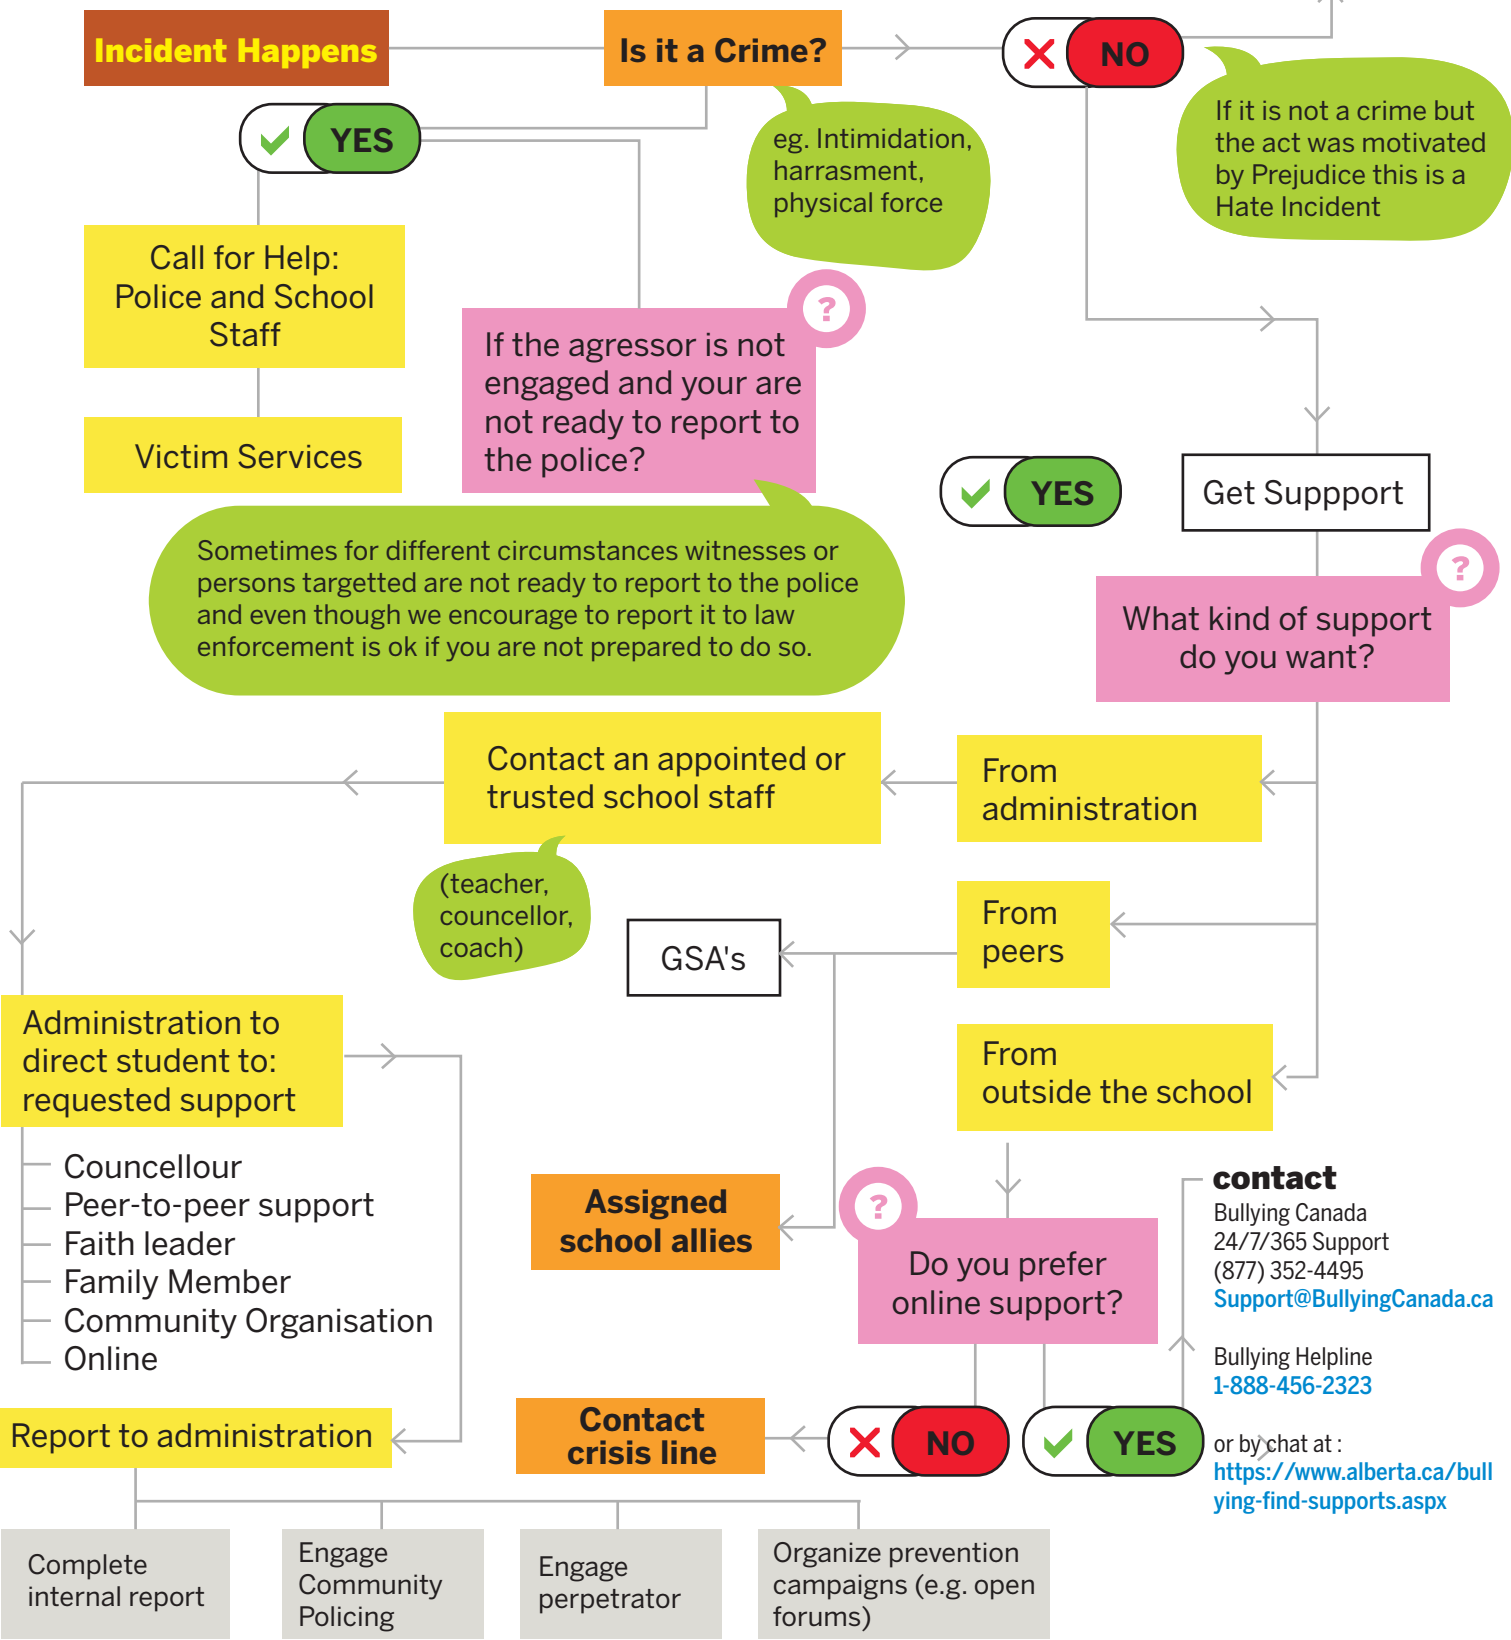 Incident Happens
Is it a Crime?
NO
YES
eg. Intimidation,
harrasment,
physical force
If it is not a crime but
the act was motivated
by Prejudice this is a
Hate Incident
Call for Help:
Police and School
Staff
Victim Services
?
If the agressor is not
engaged and your are
not ready to report to
the police?
Sometimes for different circumstances witnesses or
persons targetted are not ready to report to the police
and even though we encourage to report it to law
enforcement is ok if you are not prepared to do so.
YES
Get Suppport
?
What kind of support
do you want?
From
administration
Contact an appointed or
trusted school staff
(teacher,
councellor,
coach)
From
peers
GSA's
From
outside the school
Administration to
direct student to:
requested support
Councellour
Peer-to-peer support
Faith leader
Family Member
Community Organisation
Online
Assigned
school allies
?
Do you prefer
online support?
contact
Bullying Canada
24/7/365 Support
(877) 352-4495
Support@BullyingCanada.ca
Bullying Helpline
1-888-456-2323
or by chat at :
https://www.alberta.ca/bull
ying-find-supports.aspx
Contact
crisis line
NO
YES
Report to administration
Complete
internal report
Engage
Community
Policing
Engage
perpetrator
Organize prevention
campaigns (e.g. open
forums)